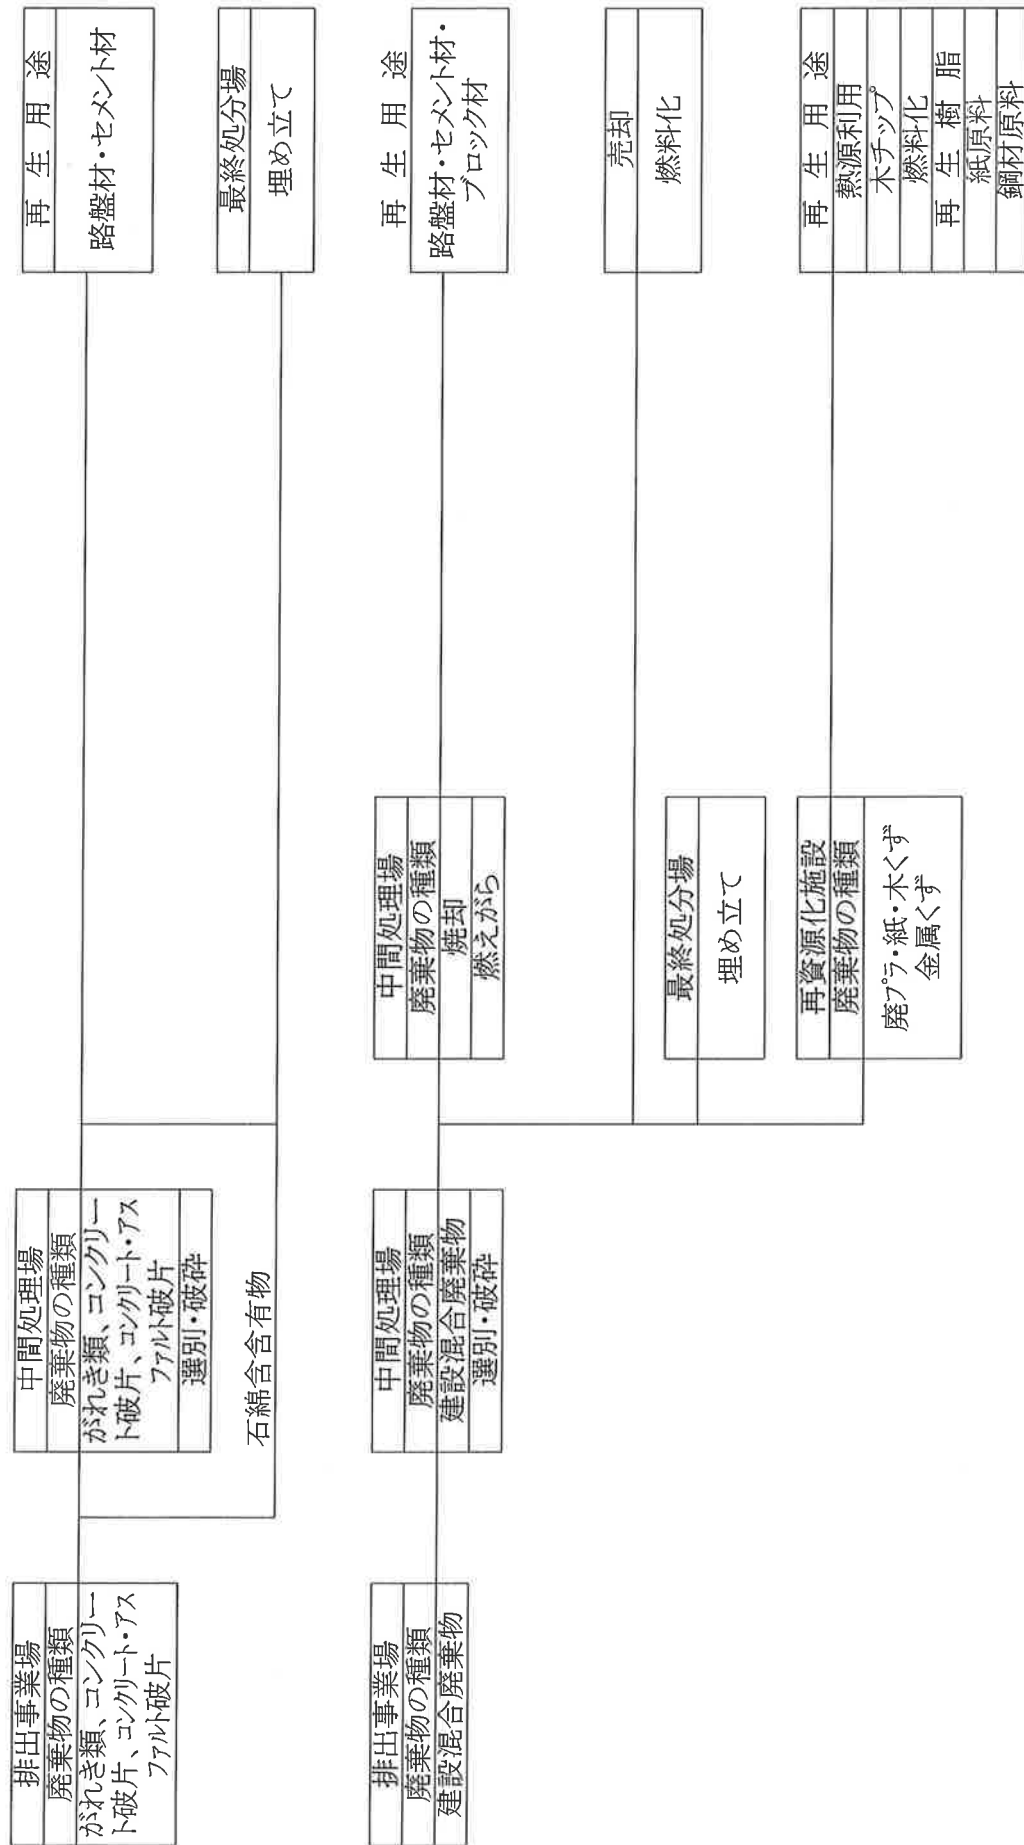 排出事業場
廃棄物の種類
がれき類、コンクリー
ト破片、コンクリート・アス
ファルト破片
中間処理場
廃棄物の種類
がれき類、コンクリー
ト破片、コンクリート・アス
ファルト破片
選別・破砕
石綿含含有物
再生用途
路盤材・セメント材
最終処分場
埋め立て
排出事業場
廃棄物の種類
建設混合廃棄物
中間処理場
廃棄物の種類
建設混合廃棄物
選別・破砕
中間処理場
廃棄物の種類
焼却
燃えがら
再生用途
路盤材・セメント材・
ブロック材
売却
燃料化
最終処分場
埋め立て
再資源化施設
廃棄物の種類
廃プラ・紙・木くず
金属くず
再生用途
熱源利用
木チップ
燃料化
再生樹脂
紙原料
鋼材原料